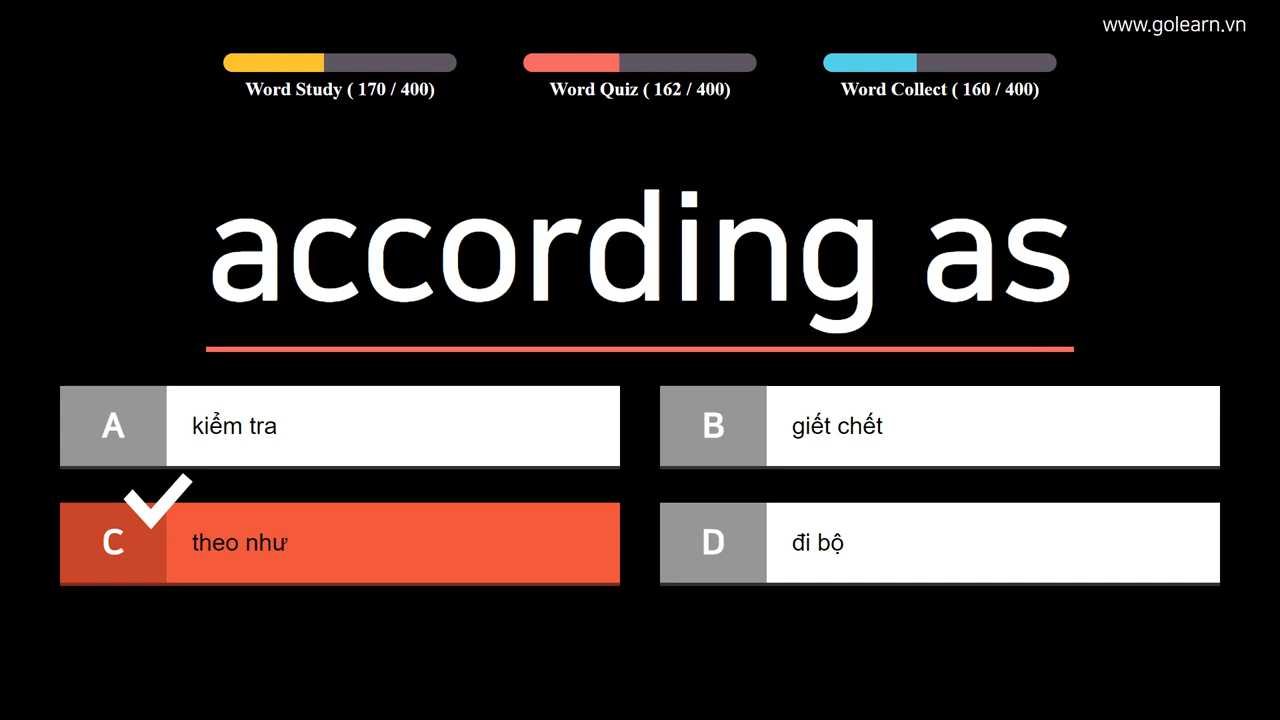 www.golearn.vn
Word Study ( 170 / 400)
Word Quiz ( 162 / 400)
Word Collect ( 160 / 400)
according as
A kiểm tra
B giết chết
C theo như
D đi bộ